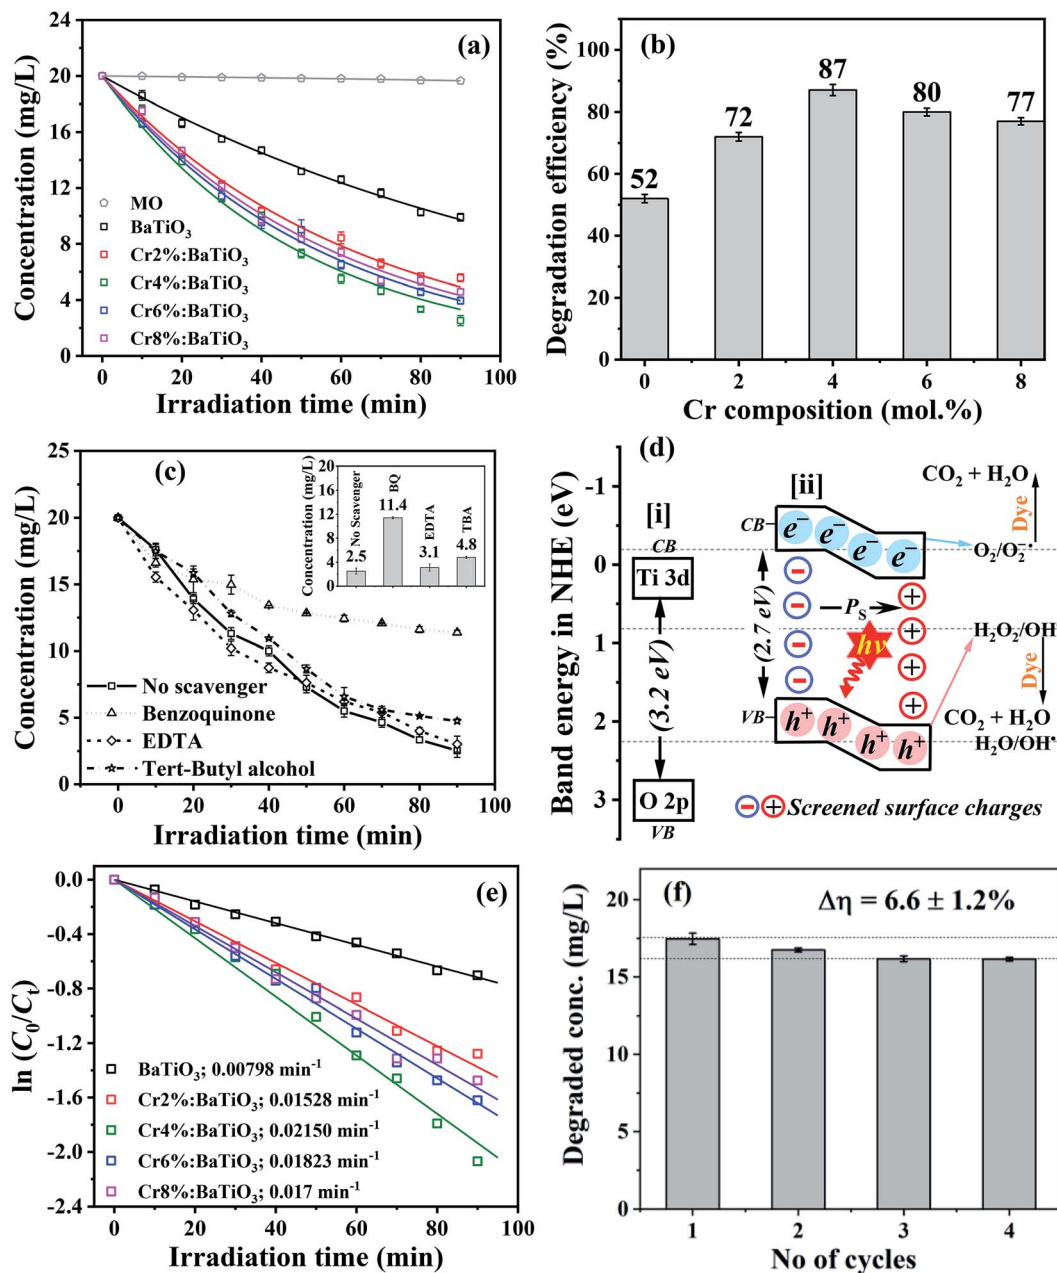 (a)
Concentration (mg/L)
24
20
16
12
8
4
0
MO
BaTiO₃
Cr2%:BaTiO₃
Cr4%:BaTiO₃
Cr6%:BaTiO₃
Cr8%:BaTiO₃
0 20 40 60 80 100
Irradiation time (min)
(b)
Degradation efficiency (%)
100
80
60
40
20
0
52
72
87
80
77
0 2 4 6 8
Cr composition (mol.%)
(c)
Concentration (mg/L)
25
20
15
10
5
0
No scavenger
Benzoquinone
EDTA
Tert-Butyl alcohol
0 20 40 60 80 100
Irradiation time (min)
Concentration (mg/L)
20
16
12
8
4
0
No Scavenger
2.5
BQ
11.4
EDTA
3.1
TBA
4.8
(d)
Band energy in NHE (eV)
-1
0
1
2
3
[i]
CB
Ti 3d
(3.2 eV)
O 2p
VB
[ii]
CB
e⁻ e⁻ e⁻ e⁻
(2.7 eV)
− − − −
Pₛ
+ + + +
hν
VB
h⁺ h⁺ h⁺ h⁺
CO₂ + H₂O
Dye
O₂/O₂⁻•
H₂O₂/OH
Dye
CO₂ + H₂O
H₂O/OH•
− + Screened surface charges
(e)
ln (C₀/Cₜ)
0.0
-0.4
-0.8
-1.2
-1.6
-2.0
-2.4
BaTiO₃; 0.00798 min⁻¹
Cr2%:BaTiO₃; 0.01528 min⁻¹
Cr4%:BaTiO₃; 0.02150 min⁻¹
Cr6%:BaTiO₃; 0.01823 min⁻¹
Cr8%:BaTiO₃; 0.017 min⁻¹
0 20 40 60 80 100
Irradiation time (min)
(f)
Δη = 6.6 ± 1.2%
Degraded conc. (mg/L)
20
15
10
5
0
1 2 3 4
No of cycles